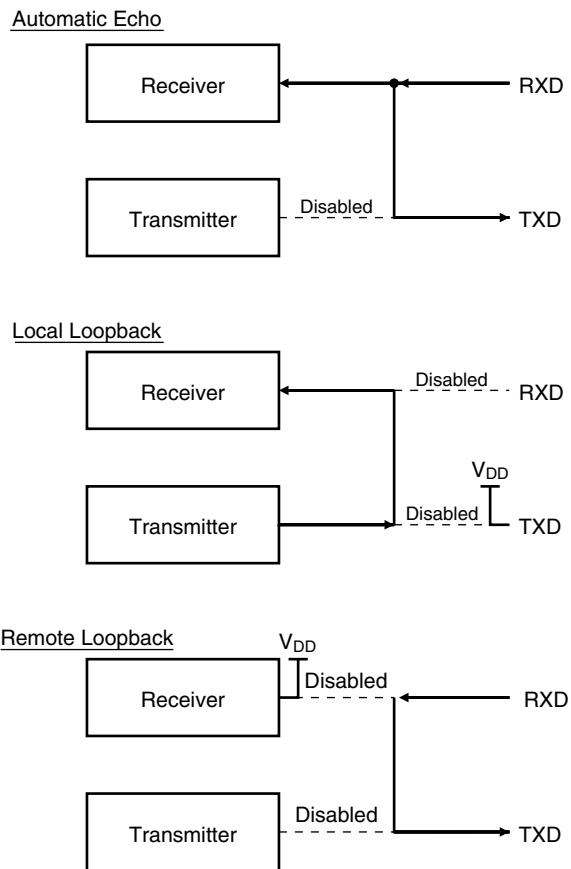 Automatic Echo
Receiver
RXD
Transmitter
Disabled
TXD
Local Loopback
Receiver
Disabled
RXD
VDD
Transmitter
Disabled
TXD
Remote Loopback
VDD
Receiver
Disabled
RXD
Transmitter
Disabled
TXD